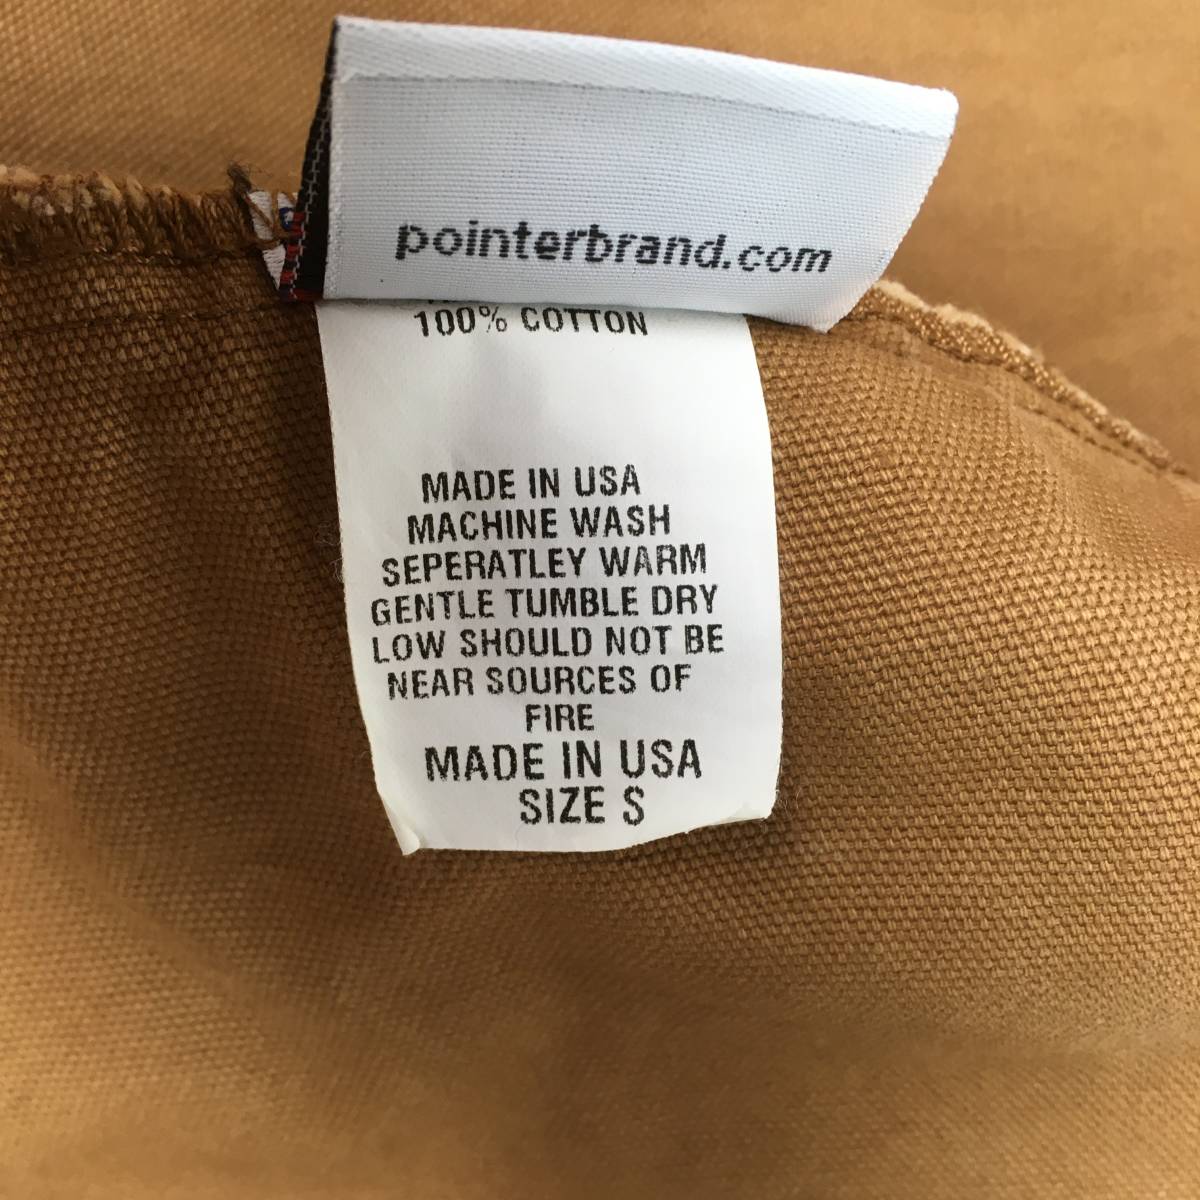 pointerbrand.com
100% COTTON
MADE IN USA
MACHINE WASH
SEPERATLEY WARM
GENTLE TUMBLE DRY
LOW SHOULD NOT BE
NEAR SOURCES OF
FIRE
MADE IN USA
SIZE S